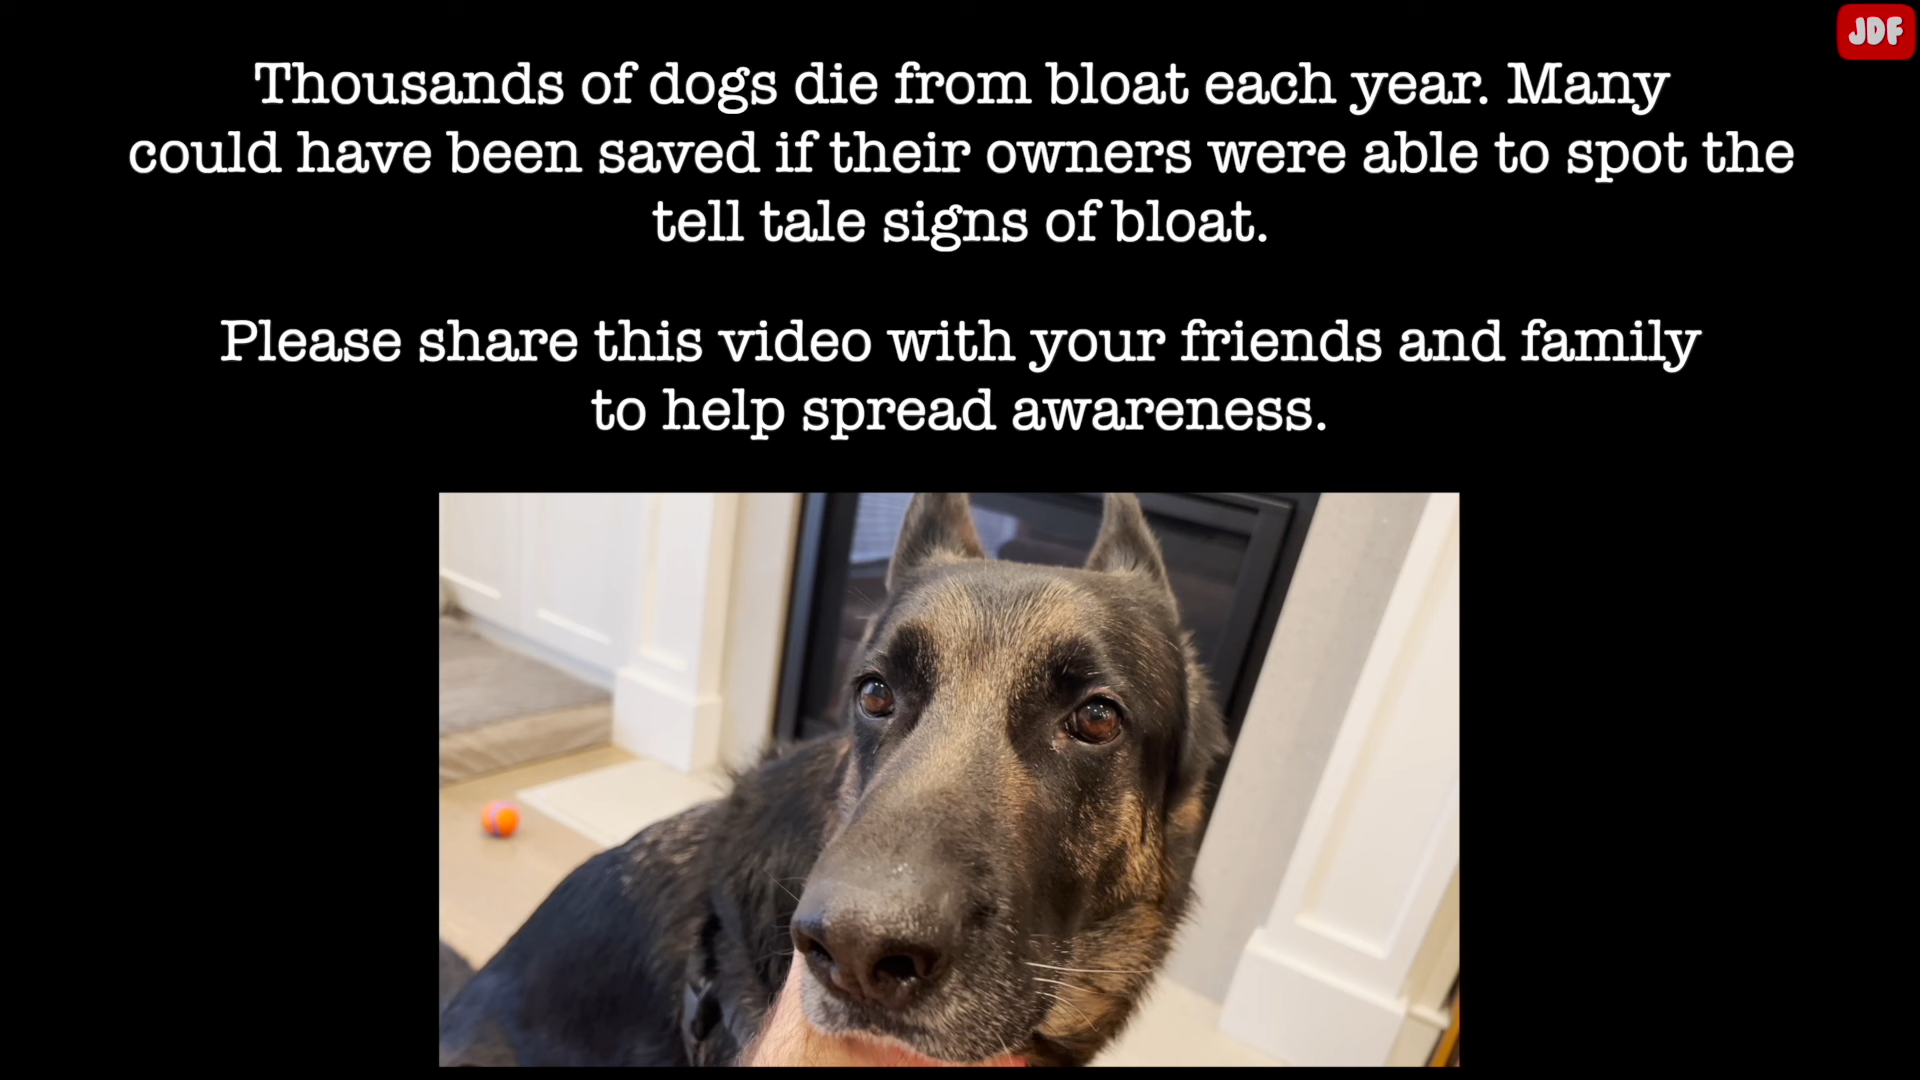 JDF
Thousands of dogs die from bloat each year. Many
could have been saved if their owners were able to spot the
tell tale signs of bloat.
Please share this video with your friends and family
to help spread awareness.